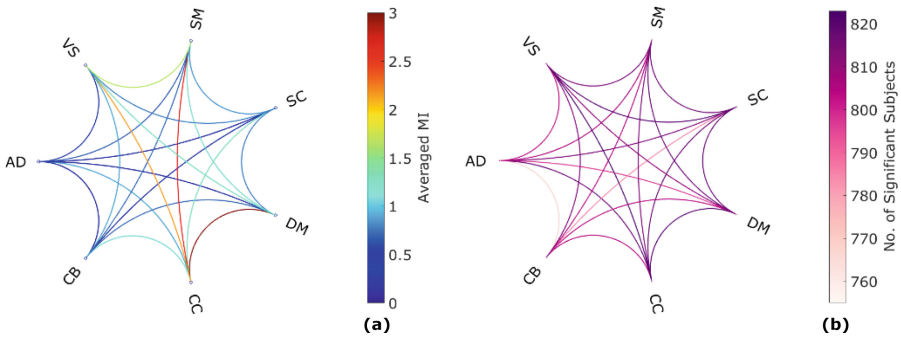 SM
VS
SC
AD
DM
CB
CC
3
2.5
2
1.5
1
0.5
0
Averaged MI
(a)
SM
VS
SC
AD
DM
CB
CC
820
810
800
790
780
770
760
No. of Significant Subjects
(b)